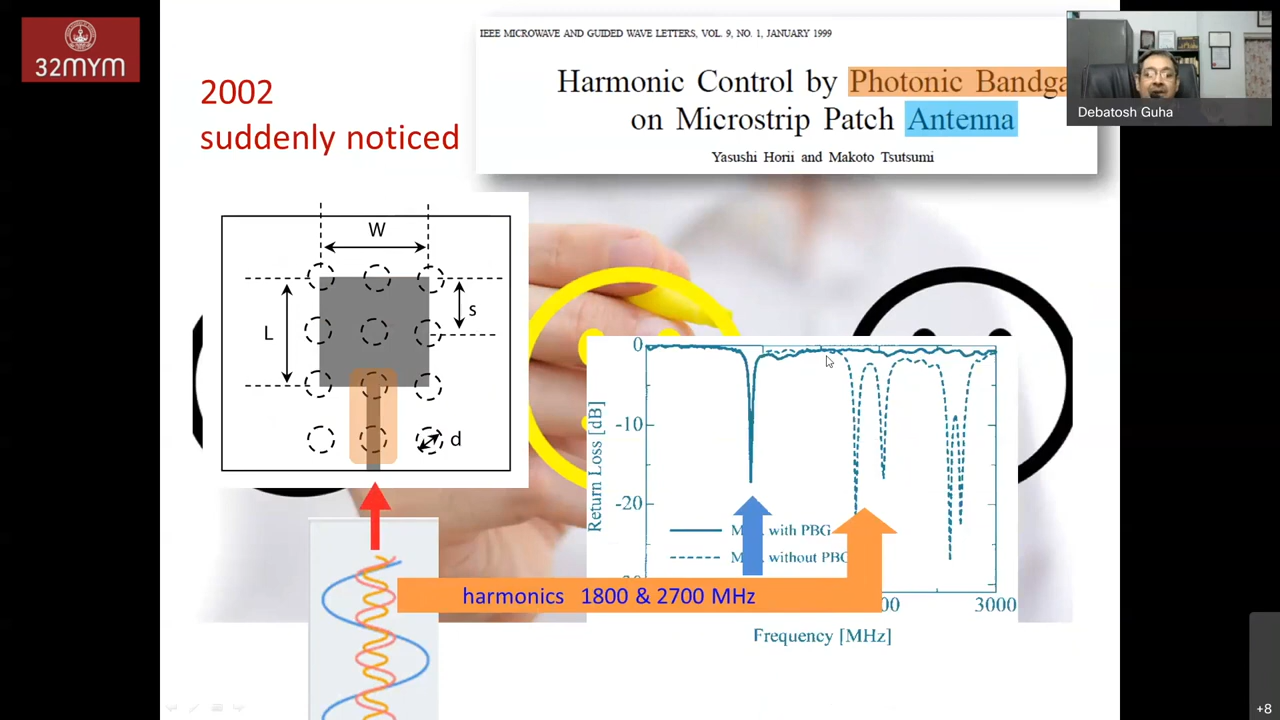 32MYM
2002
suddenly noticed
IEEE MICROWAVE AND GUIDED WAVE LETTERS, VOL. 9, NO. 1, JANUARY 1999
Harmonic Control by Photonic Bandga
on Microstrip Patch Antenna
Yasushi Horii and Makoto Tsutsumi
Debatosh Guha
W
L
s
d
0
-10
-20
Return Loss [dB]
with PBG
without PBG
00
3000
Frequency [MHz]
harmonics 1800 & 2700 MHz
+8